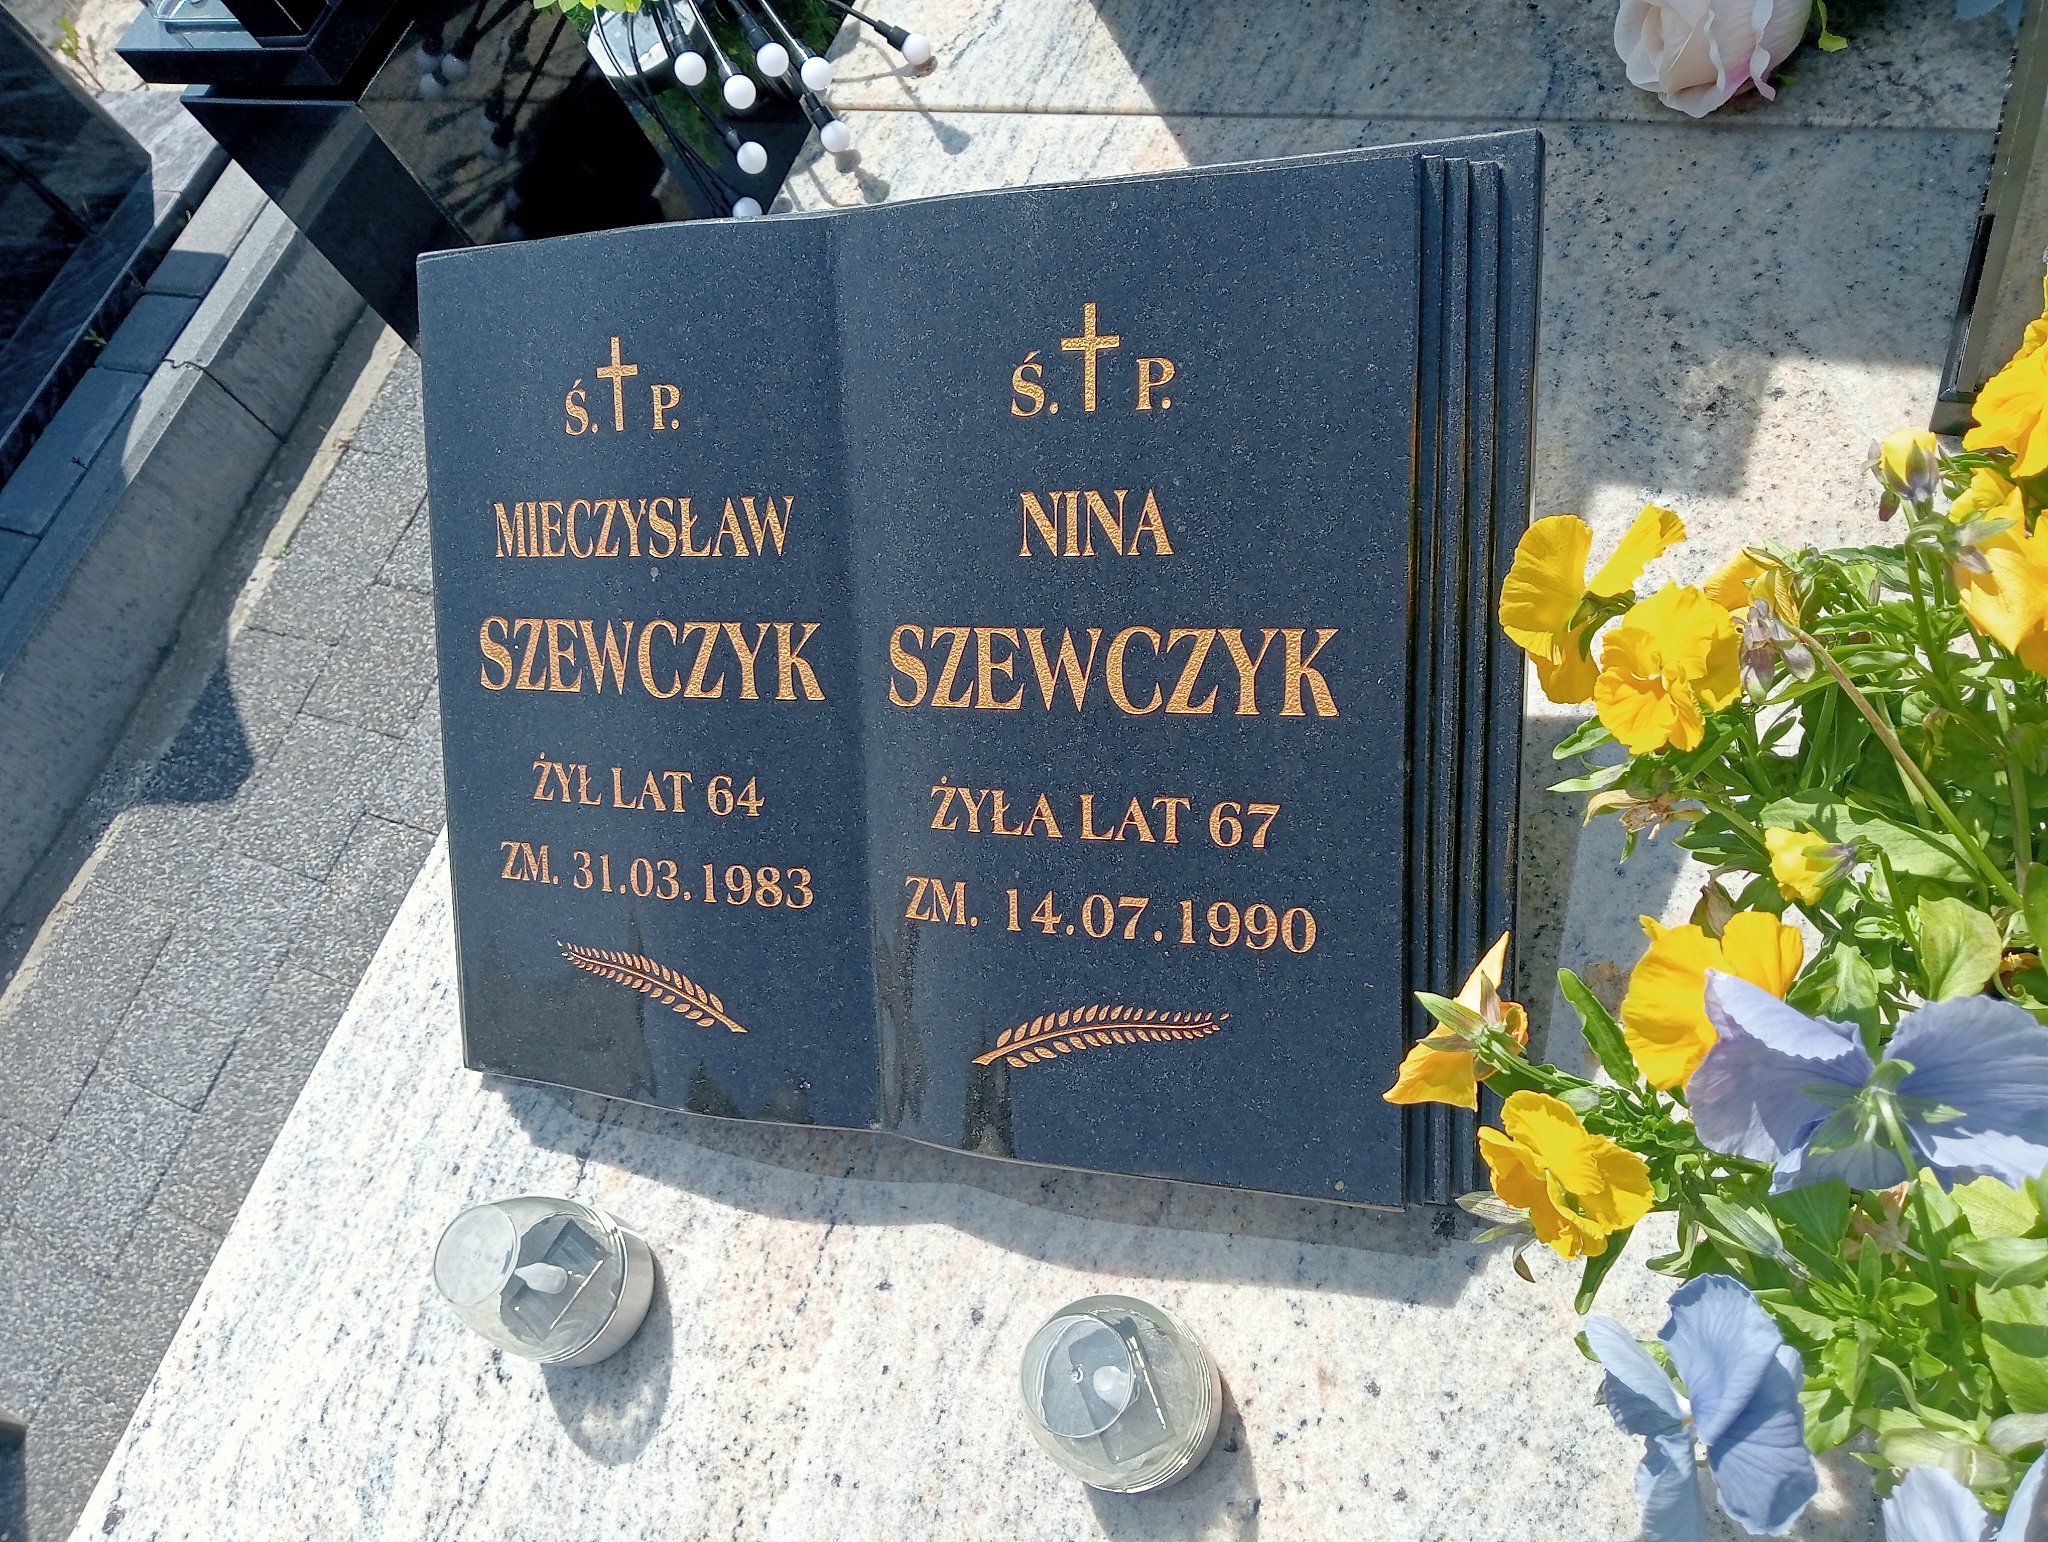 Ś. P.
MIECZYSŁAW
SZEWCZYK
ŻYŁ LAT 64
ZM. 31.03.1983
Ś. P.
NINA
SZEWCZYK
ŻYŁA LAT 67
ZM. 14.07.1990